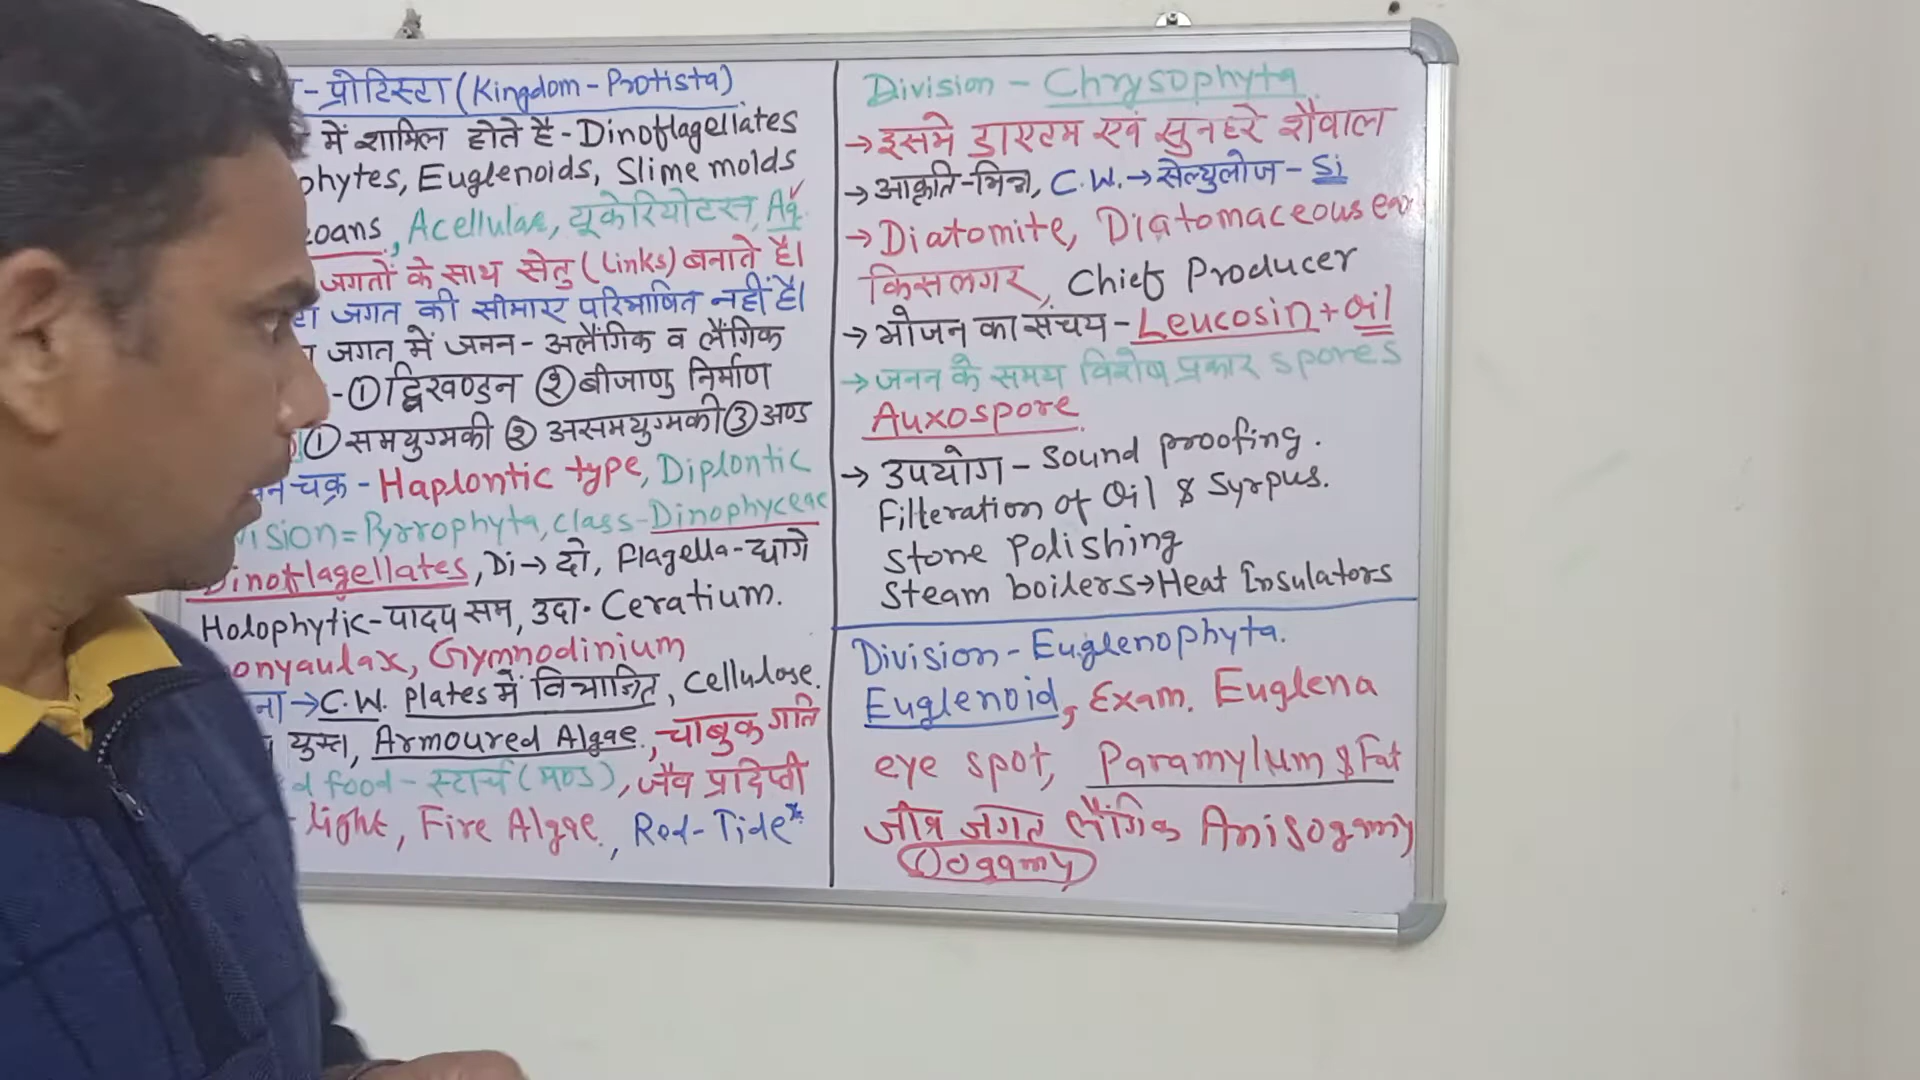 - प्रोटिस्टा (Kingdom - Protista)
में शामिल होते है - Dinoflagellates
phytes, Euglenoids, Slime molds
zoans, Acellular, यूकेरियोटस, Aq.
जगतों के साथ सेतु (Links) बनाते है।
जगत की सीमाए परिभाषित नहीं है।
जगत में जनन - अलैंगिक व लैंगिक
- ① द्विखण्डन ② बीजाणु निर्माण
① समयुग्मकी ② असमयुग्मकी ③ अण्ड
चक्र - Haplontic type, Diplontic
vision = Pyrrophyta, class - Dinophyceae
Dinoflagellates, Di → दो, Flagella - धागे
Holophytic - पादप सम, उदा. Ceratium.
onyaulax, Gymnodinium
→ C.W. Plates में विभाजित, Cellulose.
युक्त, Armoured Algae, चाबुक गति
d food - स्टार्च (मण्ड), जैव प्रदिप्ती
- light, Fire Algae, Red - Tide*
Division - Chrysophyta
→ इसमे डाएटम एवं सुनहरे शैवाल
→ आकृति - भिन्न, C.W. → सेल्युलोज - Si
→ Diatomite, Diatomaceous ear
किसलगर, Chief Producer
→ भोजन का संचय - Leucosin + Oil
→ जनन के समय विशेष प्रकार spores
Auxospore
→ उपयोग - Sound proofing.
Filteration of Oil & Syrpus.
Stone Polishing
Steam boilers → Heat Insulators
Division - Euglenophyta.
Euglenoid, Exam. Euglena
eye spot, Paramylum & Fat
जीव जगत लैंगिक Anisogamy
Oogamy